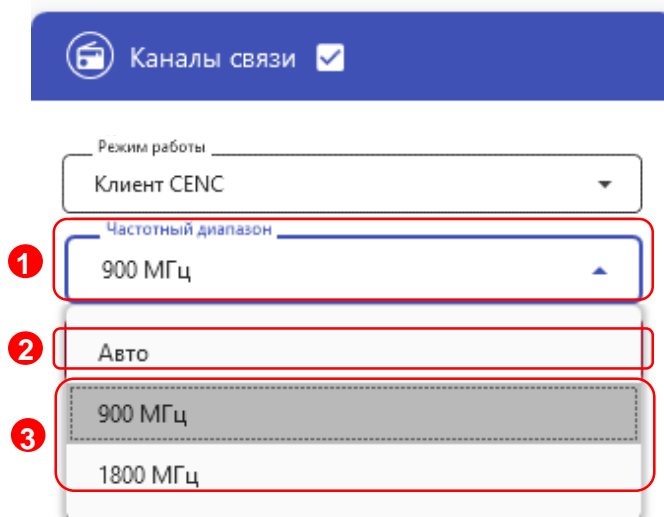 Каналы связи
Режим работы
Клиент CENC
Частотный диапазон
1
900 МГц
2
Авто
3
900 МГц
1800 МГц